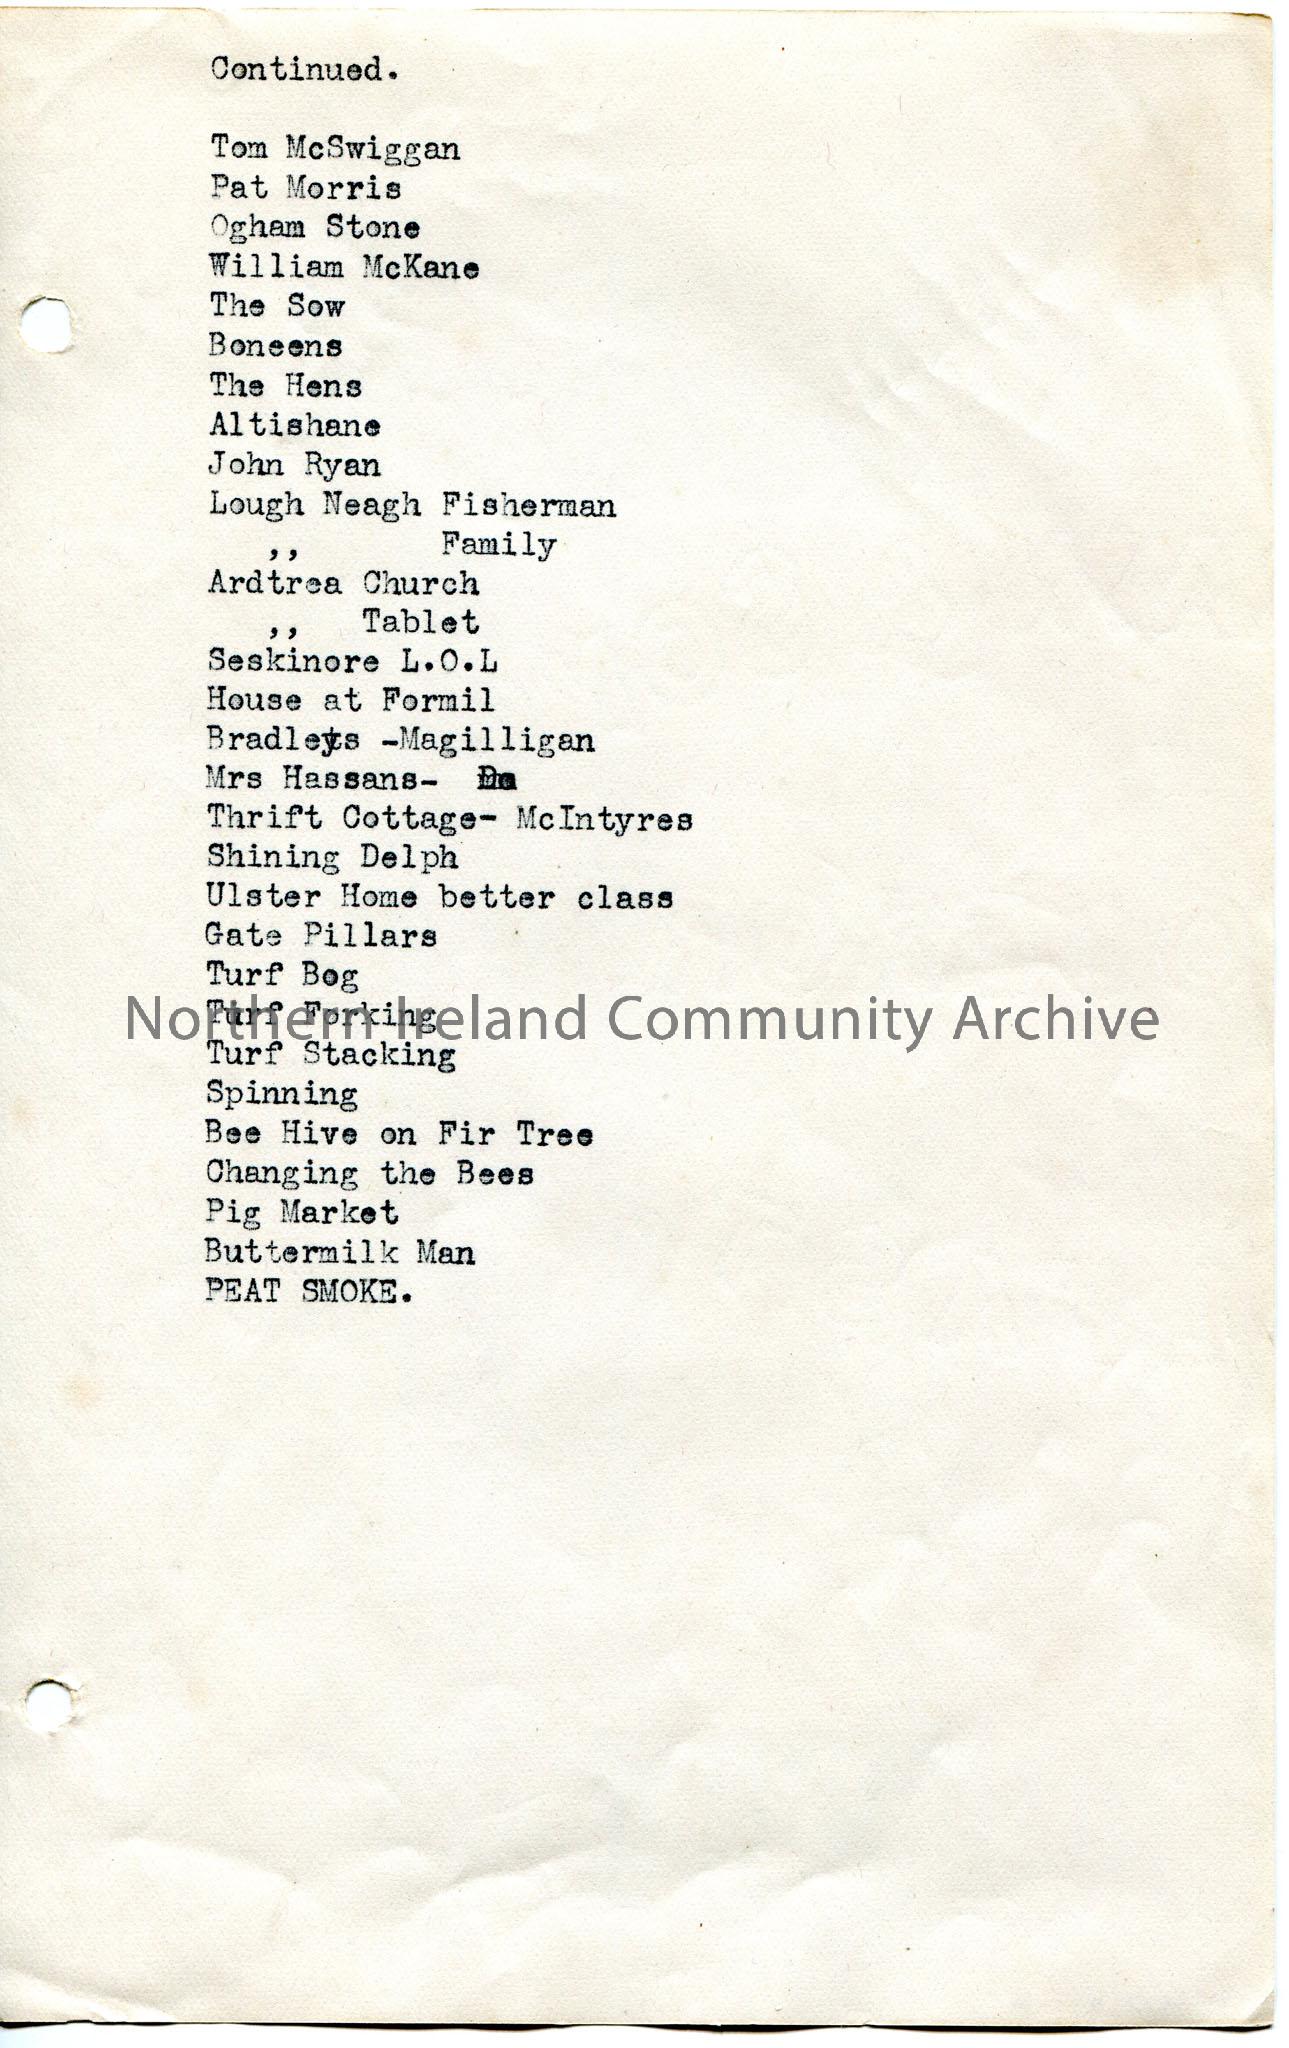 Continued.
Tom McSwiggan
Pat Morris
Ogham Stone
William McKane
The Sow
Boneens
The Hens
Altishane
John Ryan
Lough Neagh Fisherman
,, Family
Ardtrea Church
,, Tablet
Seskinore L.O.L
House at Formil
Bradleys -Magilligan
Mrs Hassans- Do
Thrift Cottage- McIntyres
Shining Delph
Ulster Home better class
Gate Pillars
Turf Bog
Turf Forking
Northern Ireland Community Archive
Turf Stacking
Spinning
Bee Hive on Fir Tree
Changing the Bees
Pig Market
Buttermilk Man
PEAT SMOKE.